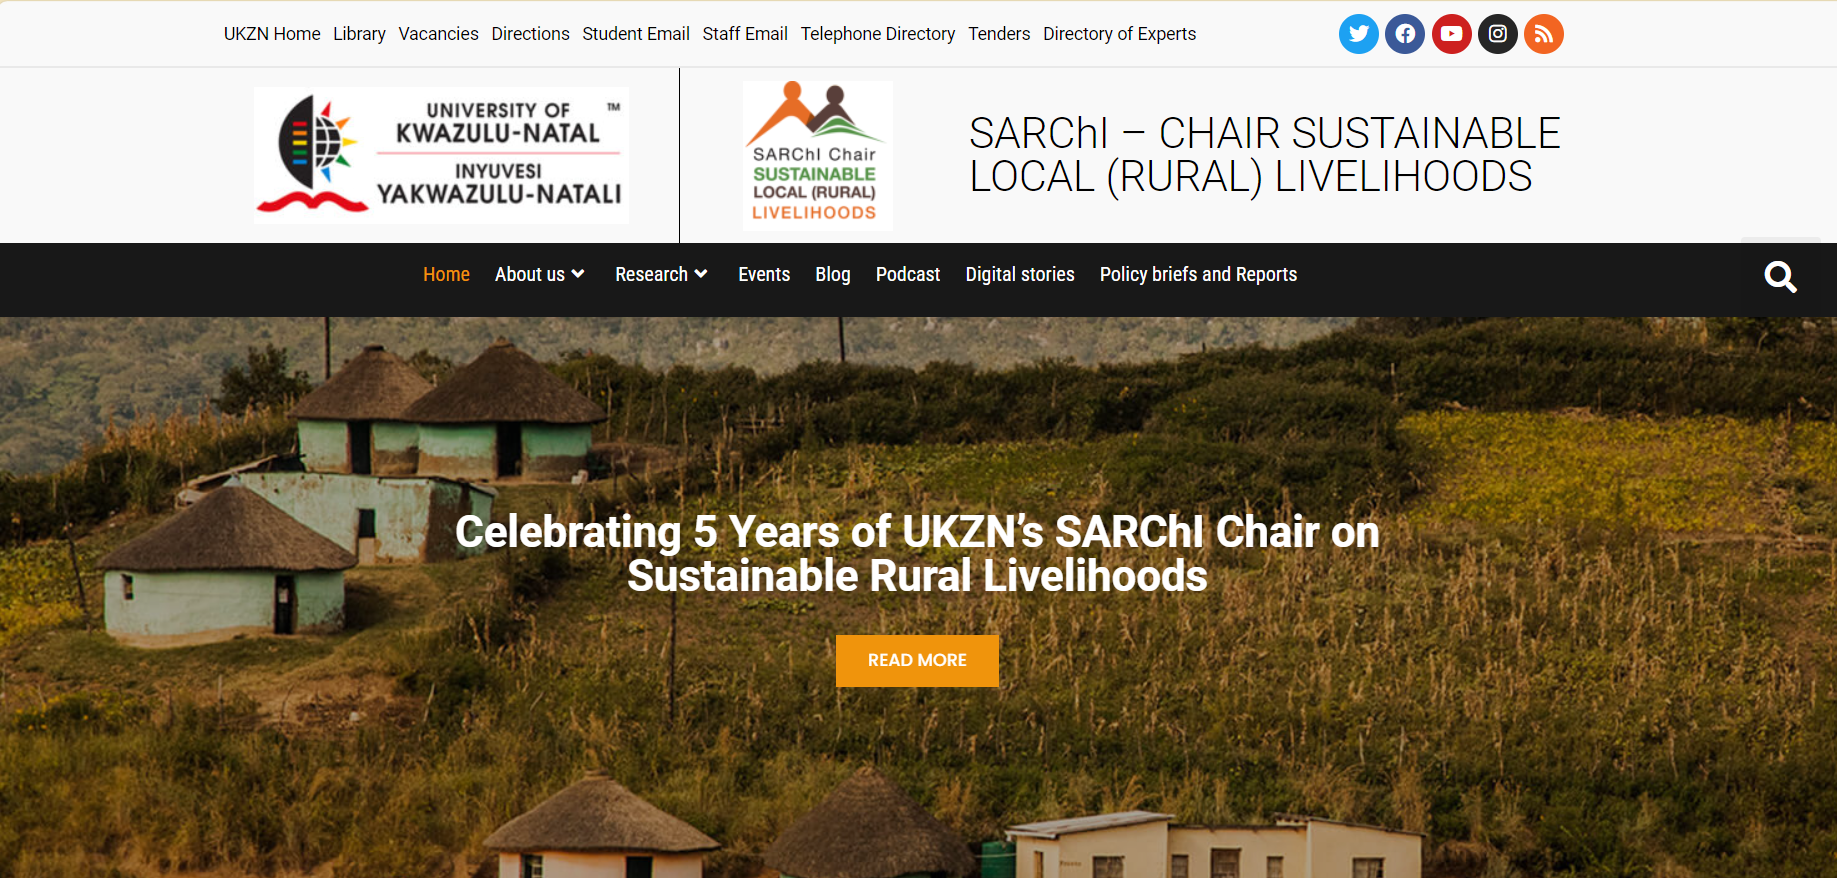 UKZN Home Library Vacancies Directions Student Email Staff Email Telephone Directory Tenders Directory of Experts
UNIVERSITY OF ™
KWAZULU-NATAL
INYUVESI
YAKWAZULU-NATALI
SARChI Chair
SUSTAINABLE
LOCAL (RURAL)
LIVELIHOODS
SARChI – CHAIR SUSTAINABLE
LOCAL (RURAL) LIVELIHOODS
Home About us Research Events Blog Podcast Digital stories Policy briefs and Reports
Celebrating 5 Years of UKZN’s SARChI Chair on
Sustainable Rural Livelihoods
READ MORE